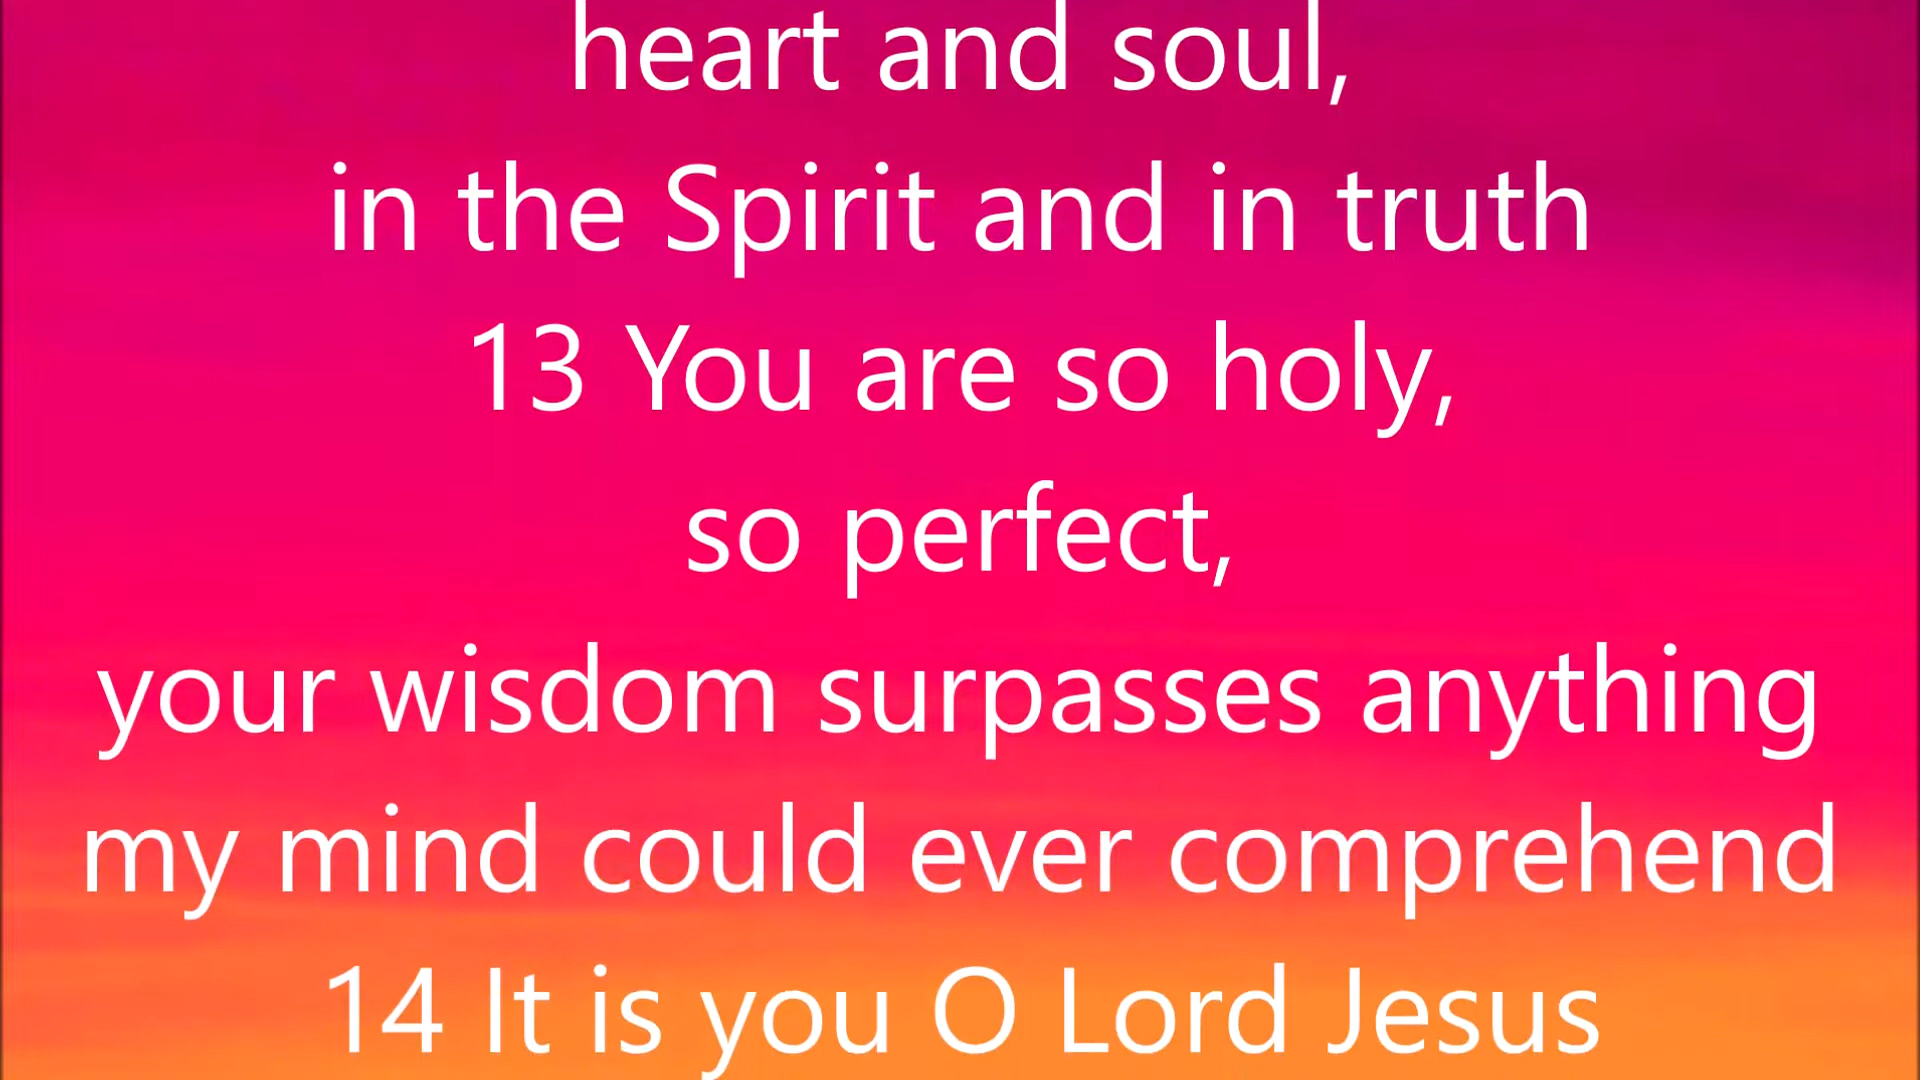 heart and soul,
in the Spirit and in truth
13 You are so holy,
so perfect,
your wisdom surpasses anything
my mind could ever comprehend
14 It is you O Lord Jesus